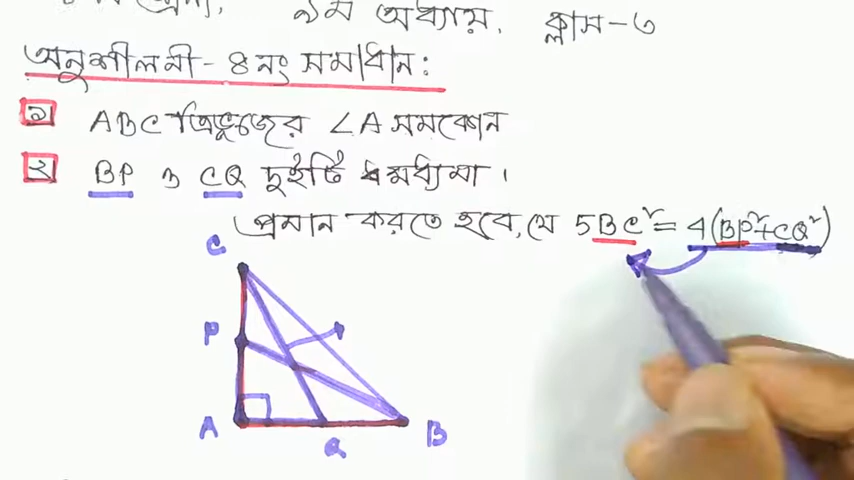 শ্রেণী, ৯ম অধ্যায়, ক্লাস-৩
অনুশীলনী - ৪নং সমাধান:
১ ABC ত্রিভুজের ∠A সমকোন
২ BP ও CQ দুইটি মধ্যমা।
প্রমান করতে হবে, যে 5BC² = 4(BP²+CQ²)
C
P
A
Q
B